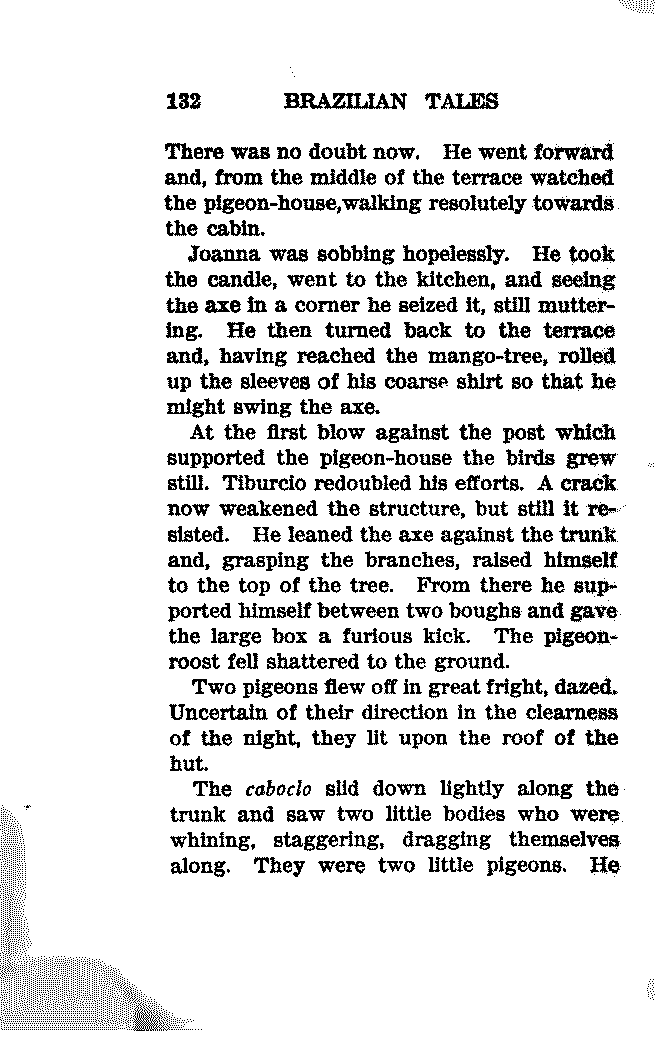 132 BRAZILIAN TALES
There was no doubt now. He went forward
and, from the middle of the terrace watched
the pigeon-house,walking resolutely towards
the cabin.
Joanna was sobbing hopelessly. He took
the candle, went to the kitchen, and seeing
the axe in a corner he seized it, still mutter-
ing. He then turned back to the terrace
and, having reached the mango-tree, rolled
up the sleeves of his coarse shirt so that he
might swing the axe.
At the first blow against the post which
supported the pigeon-house the birds grew
still. Tiburcio redoubled his efforts. A crack
now weakened the structure, but still it re-
sisted. He leaned the axe against the trunk
and, grasping the branches, raised himself
to the top of the tree. From there he sup-
ported himself between two boughs and gave
the large box a furious kick. The pigeon-
roost fell shattered to the ground.
Two pigeons flew off in great fright, dazed.
Uncertain of their direction in the clearness
of the night, they lit upon the roof of the
hut.
The caboclo slid down lightly along the
trunk and saw two little bodies who were
whining, staggering, dragging themselves
along. They were two little pigeons. He